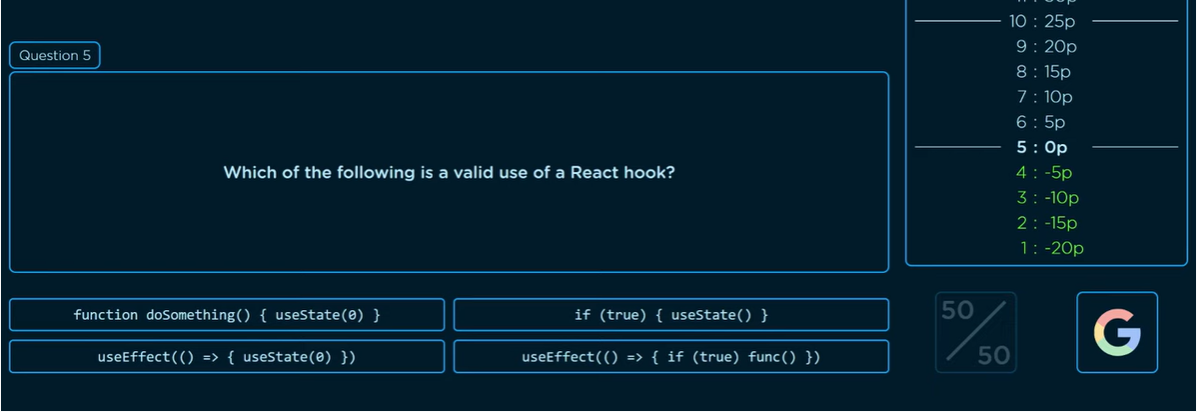 10 : 25p
9 : 20p
8 : 15p
7 : 10p
6 : 5p
5 : 0p
4 : -5p
3 : -10p
2 : -15p
1 : -20p
Question 5
Which of the following is a valid use of a React hook?
function doSomething() { useState(0) }
if (true) { useState() }
useEffect(() => { useState(0) })
useEffect(() => { if (true) func() })
50
50
G